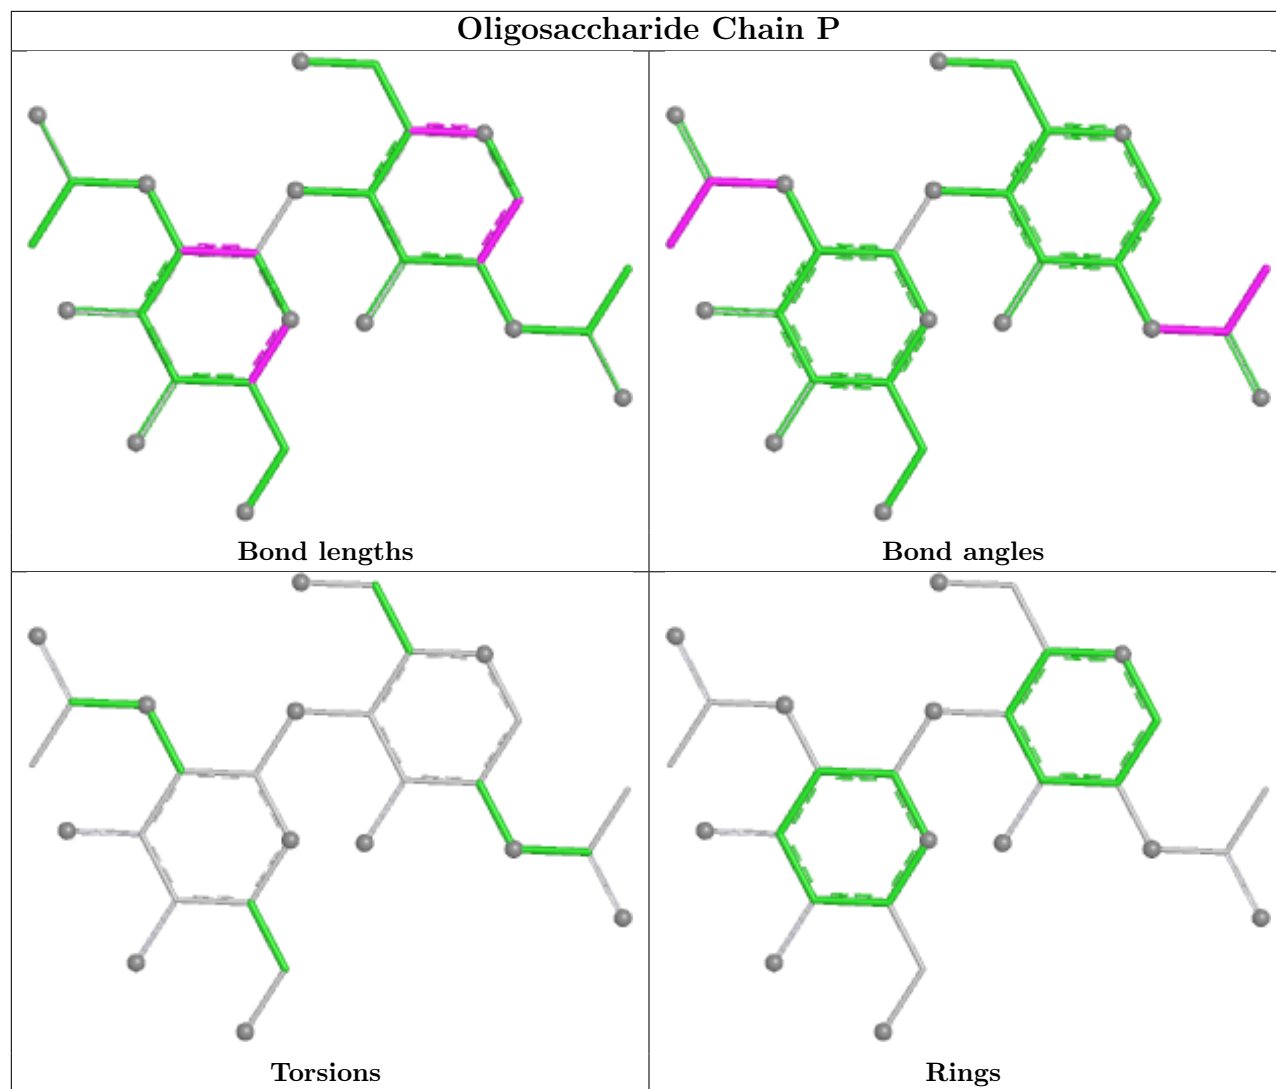 Oligosaccharide Chain P
Bond lengths
Bond angles
Torsions
Rings